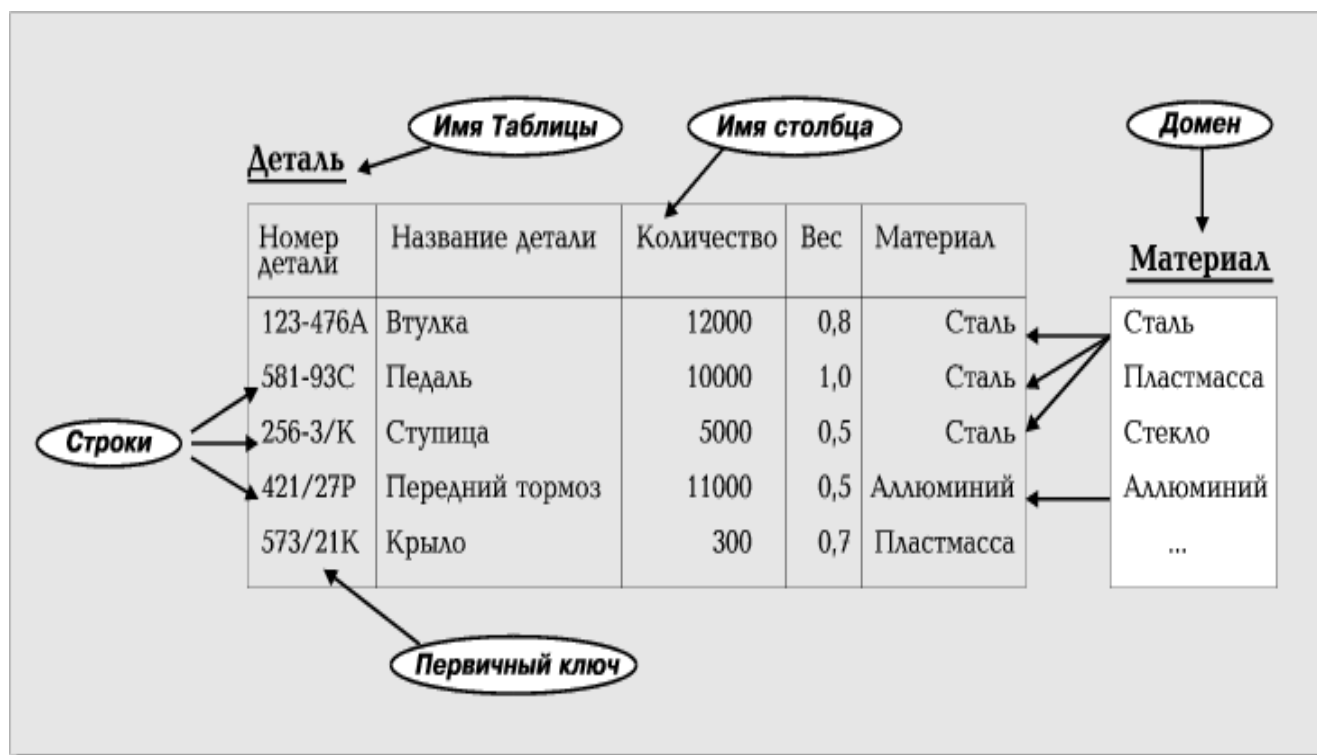 Имя Таблицы Имя столбца Домен
Деталь
Номер детали Название детали Количество Вес Материал
Материал
123-476А Втулка 12000 0,8 Сталь Сталь
581-93С Педаль 10000 1,0 Сталь Пластмасса
Строки
256-3/К Ступица 5000 0,5 Сталь Стекло
421/27Р Передний тормоз 11000 0,5 Аллюминий Аллюминий
573/21К Крыло 300 0,7 Пластмасса ...
Первичный ключ